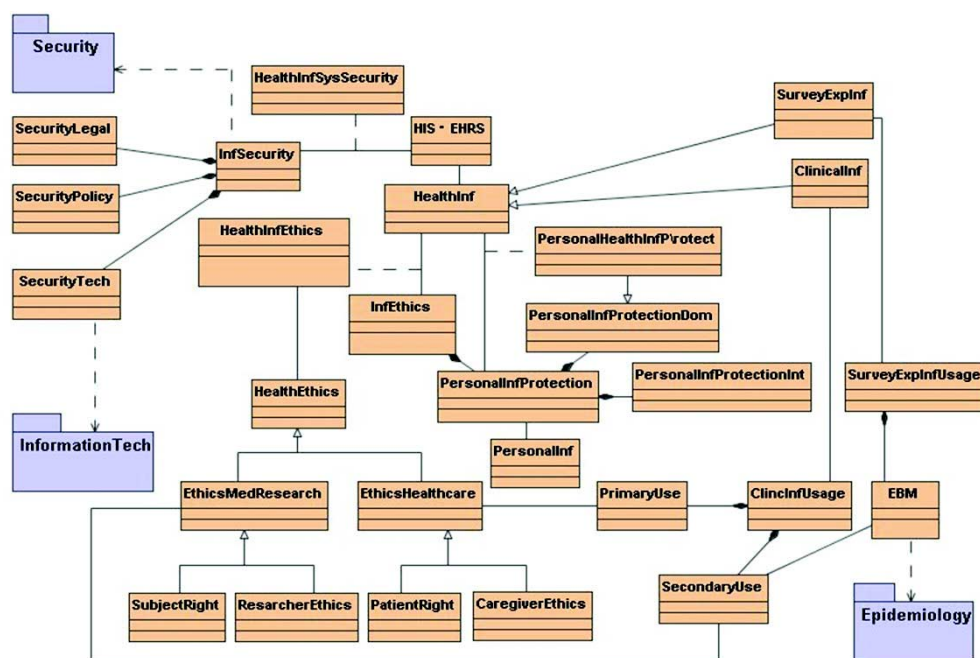 Security
HealthInfSysSecurity
SurveyExpInf
SecurityLegal
HIS - EHRS
InfSecurity
ClinicalInf
SecurityPolicy
HealthInf
HealthInfEthics
PersonalHealthInfP\rotect
SecurityTech
InfEthics
PersonalInfProtectionDom
HealthEthics
PersonalInfProtection
PersonalInfProtectionInt
SurveyExpInfUsage
InformationTech
PersonalInf
EthicsMedResearch
EthicsHealthcare
PrimaryUse
ClincInfUsage
EBM
SecondaryUse
SubjectRight
ResarcherEthics
PatientRight
CaregiverEthics
Epidemiology